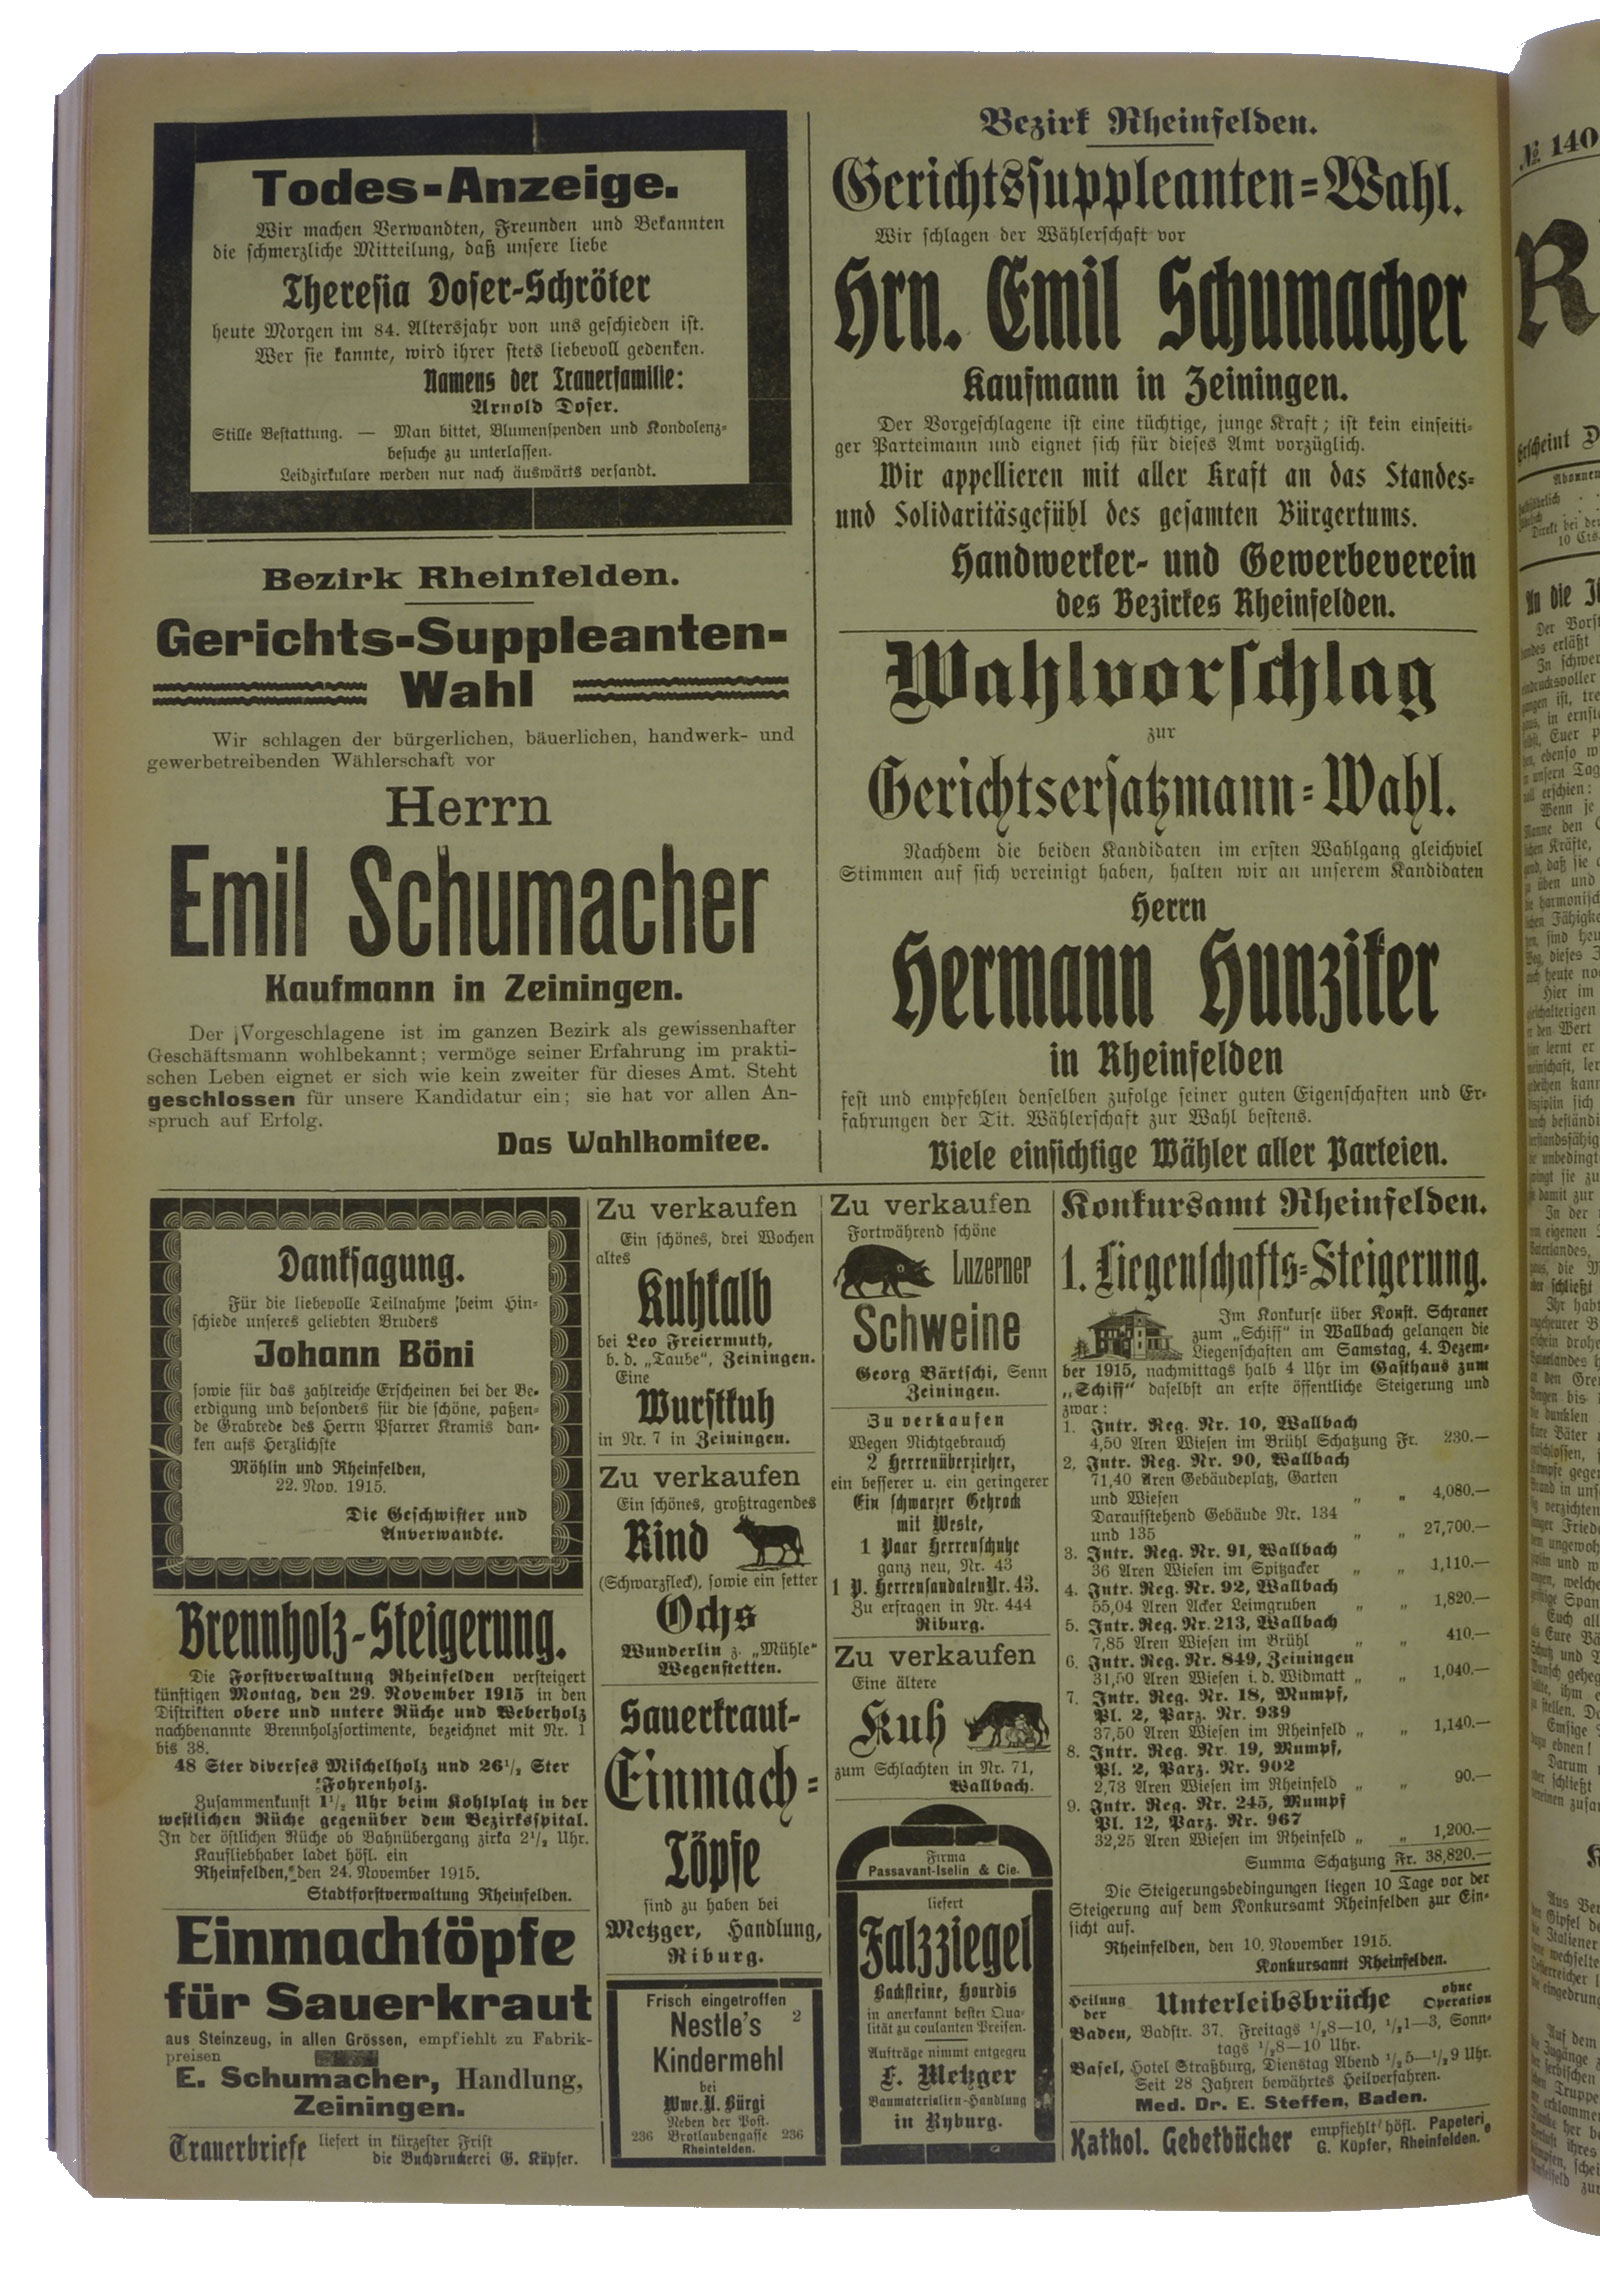 Todes-Anzeige.
Wir machen Verwandten, Freunden und Bekannten
die schmerzliche Mitteilung, daß unsere liebe
Theresia Doser-Schröter
heute Morgen im 84. Altersjahr von uns geschieden ist.
Wer sie kannte, wird ihrer stets liebevoll gedenken.
Namens der Trauerfamilie:
Arnold Doser.
Stille Bestattung. — Man bittet, Blumenspenden und Kondolenz-
besuche zu unterlassen.
Leidzirkulare werden nur nach auswärts versandt.
Bezirk Rheinfelden.
Gerichts-Suppleanten-
Wahl
Wir schlagen der bürgerlichen, bäuerlichen, handwerk- und
gewerbetreibenden Wählerschaft vor
Herrn
Emil Schumacher
Kaufmann in Zeiningen.
Der Vorgeschlagene ist im ganzen Bezirk als gewissenhafter
Geschäftsmann wohlbekannt; vermöge seiner Erfahrung im prakti-
schen Leben eignet er sich wie kein zweiter für dieses Amt. Steht
geschlossen für unsere Kandidatur ein; sie hat vor allen An-
spruch auf Erfolg.
Das Wahlkomitee.
Bezirk Rheinfelden.
Gerichtssuppleanten-Wahl.
Wir schlagen der Wählerschaft vor
Hrn. Emil Schumacher
Kaufmann in Zeiningen.
Der Vorgeschlagene ist eine tüchtige, junge Kraft; ist kein einseiti-
ger Parteimann und eignet sich für dieses Amt vorzüglich.
Wir appellieren mit aller Kraft an das Standes-
und Solidaritäsgefühl des gesamten Bürgertums.
Handwerker- und Gewerbeverein
des Bezirkes Rheinfelden.
Wahlvorschlag
zur
Gerichtsersatzmann-Wahl.
Nachdem die beiden Kandidaten im ersten Wahlgang gleichviel
Stimmen auf sich vereinigt haben, halten wir an unserem Kandidaten
Herrn
Hermann Hunziker
in Rheinfelden
fest und empfehlen denselben zufolge seiner guten Eigenschaften und Er-
fahrungen der Tit. Wählerschaft zur Wahl bestens.
Viele einsichtige Wähler aller Parteien.
Danksagung.
Für die liebevolle Teilnahme beim Hin-
schiede unseres geliebten Bruders
Johann Böni
sowie für das zahlreiche Erscheinen bei der Be-
erdigung und besonders für die schöne, paßen-
de Grabrede des Herrn Pfarrer Kramis dan-
ken aufs Herzlichste
Möhlin und Rheinfelden,
22. Nov. 1915.
Die Geschwister und
Anverwandte.
Brennholz-Steigerung.
Die Forstverwaltung Rheinfelden versteigert
künftigen Montag, den 29. November 1915 in den
Distrikten obere und untere Rüche und Weberholz
nachbenannte Brennholzsortimente, bezeichnet mit Nr. 1
bis 38.
48 Ster diverses Mischelholz und 26 1/2 Ster
Fohrenholz.
Zusammenkunft 1 1/2 Uhr beim Kohlplatz in der
westlichen Rüche gegenüber dem Bezirksspital.
In der östlichen Rüche ob Bahnübergang zirka 2 1/2 Uhr.
Kaufliebhaber ladet höfl. ein
Rheinfelden, den 24. November 1915.
Stadtforstverwaltung Rheinfelden.
Einmachtöpfe
für Sauerkraut
aus Steinzeug, in allen Grössen, empfiehlt zu Fabrik-
preisen
E. Schumacher, Handlung,
Zeiningen.
Trauerbriefe liefert in kürzester Frist
die Buchdruckerei G. Küpfer.
Zu verkaufen
Ein schönes, drei Wochen
altes
Kuhkalb
bei Leo Freiermuth,
b. d. „Taube“, Zeiningen.
Eine
Wurstkuh
in Nr. 7 in Zeiningen.
Zu verkaufen
Ein schönes, großtragendes
Rind
(Schwarzfleck), sowie ein fetter
Ochs
Wunderlin z. „Mühle“
Wegenstetten.
Sauerkraut-
Einmach-
Töpfe
sind zu haben bei
Metzger, Handlung,
Riburg.
Frisch eingetroffen
Nestle's 2
Kindermehl
bei
Wwe. A. Bürgi
Neben der Post.
236 Brotlaubengasse 236
Rheinfelden.
Zu verkaufen
Fortwährend schöne
Luzerner
Schweine
Georg Bärtschi, Senn
Zeiningen.
Zu verkaufen
Wegen Nichtgebrauch
2 Herrenüberzieher,
ein besserer u. ein geringerer
Ein schwarzer Gehrock
mit Weste,
1 Paar Herrenschuhe
ganz neu, Nr. 43
1 P. Herrensandalen Nr. 43.
Zu erfragen in Nr. 444
Riburg.
Zu verkaufen
Eine ältere
Kuh
zum Schlachten in Nr. 71,
Wallbach.
Firma
Passavant-Iselin & Cie.
liefert
Falzziegel
Backsteine, Hourdis
in anerkannt bester Qua-
lität zu coulanten Preisen.
Aufträge nimmt entgegen
F. Metzger
Baumaterialien-Handlung
in Ryburg.
Konkursamt Rheinfelden.
1. Liegenschafts-Steigerung.
Im Konkurse über Konst. Schraner
zum „Schiff“ in Wallbach gelangen die
Liegenschaften am Samstag, 4. Dezem-
ber 1915, nachmittags halb 4 Uhr im Gasthaus zum
„Schiff“ daselbst an erste öffentliche Steigerung und
zwar:
1. Intr. Reg. Nr. 10, Wallbach
4,50 Aren Wiesen im Brühl Schatzung Fr. 230.—
2. Intr. Reg. Nr. 90, Wallbach
71,40 Aren Gebäudeplatz, Garten
und Wiesen „ „ 4,080.—
Daraufstehend Gebäude Nr. 134
und 135 „ „ 27,700.—
3. Intr. Reg. Nr. 91, Wallbach
36 Aren Wiesen im Spitzacker „ „ 1,110.—
4. Intr. Reg. Nr. 92, Wallbach
55,04 Aren Acker Leimgruben „ „ 1,820.—
5. Intr. Reg. Nr. 213, Wallbach
7,85 Aren Wiesen im Brühl „ „ 410.—
6. Intr. Reg. Nr. 849, Zeiningen
31,50 Aren Wiesen i. d. Widmatt „ „ 1,040.—
7. Intr. Reg. Nr. 18, Mumpf,
Pl. 2, Parz. Nr. 939
37,50 Aren Wiesen im Rheinfeld „ „ 1,140.—
8. Intr. Reg. Nr. 19, Mumpf,
Pl. 2, Parz. Nr. 902
2,73 Aren Wiesen im Rheinfeld „ „ 90.—
9. Intr. Reg. Nr. 245, Mumpf
Pl. 12, Parz. Nr. 967
32,25 Aren Wiesen im Rheinfeld „ „ 1,200.—
Summa Schatzung Fr. 38,820.—
Die Steigerungsbedingungen liegen 10 Tage vor der
Steigerung auf dem Konkursamt Rheinfelden zur Ein-
sicht auf.
Rheinfelden, den 10. November 1915.
Konkursamt Rheinfelden.
Heilung der Unterleibsbrüche ohne Operation
Baden, Badstr. 37. Freitags 1/2 8—10, 1/2 1—3, Sonn-
tags 1/2 8—10 Uhr.
Basel, Hotel Straßburg, Dienstag Abend 1/2 5—1/2 9 Uhr.
Seit 28 Jahren bewährtes Heilverfahren.
Med. Dr. E. Steffen, Baden.
Kathol. Gebetbücher empfiehlt höfl. Papeterie
G. Küpfer, Rheinfelden.
№ 140
Erscheint